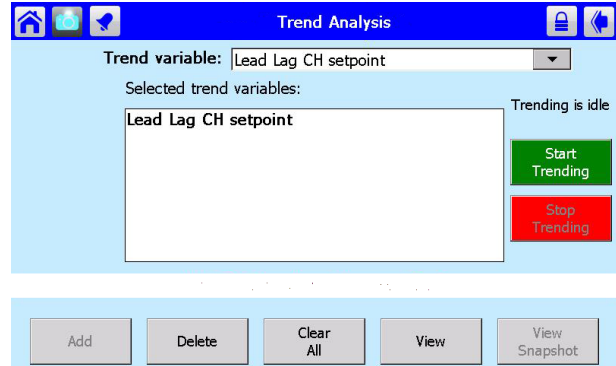 Trend Analysis
Trend variable: Lead Lag CH setpoint
Selected trend variables:
Trending is idle
Lead Lag CH setpoint
Start
Trending
Stop
Trending
Add
Delete
Clear
All
View
View
Snapshot